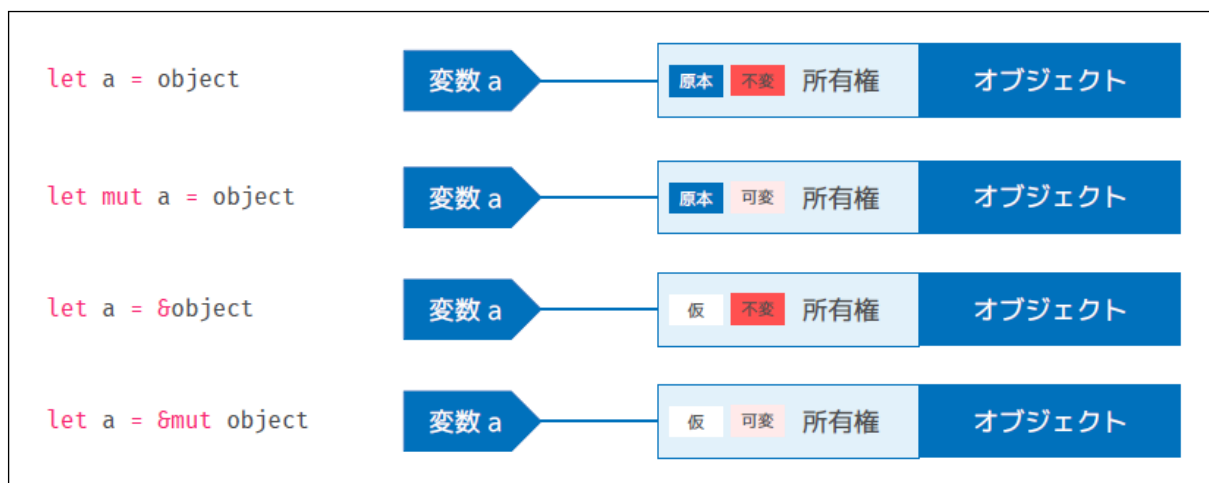 let a = object 変数 a 原本 不変 所有権 オブジェクト
let mut a = object 変数 a 原本 可変 所有権 オブジェクト
let a = &object 変数 a 仮 不変 所有権 オブジェクト
let a = &mut object 変数 a 仮 可変 所有権 オブジェクト